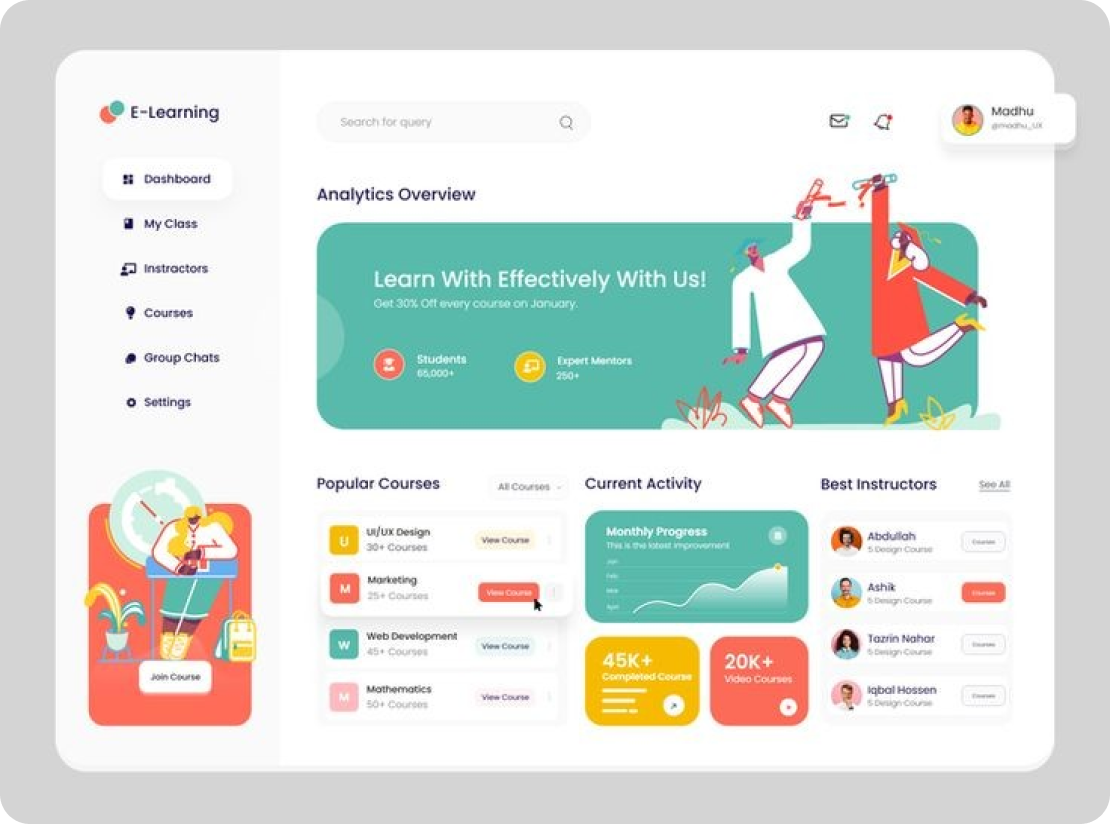 E-Learning
Dashboard
My Class
Instructors
Courses
Group Chats
Settings
Join Course
Search for query
Madhu
@madhu_UX
Analytics Overview
Learn With Effectively With Us!
Get 30% Off every course on January.
Students
65,000+
Expert Mentors
250+
Popular Courses
All Courses
U
UI/UX Design
30+ Courses
View Course
M
Marketing
25+ Courses
View Course
W
Web Development
45+ Courses
View Course
M
Mathematics
50+ Courses
View Course
Current Activity
Monthly Progress
This is the latest improvement
Jan
Feb
Mar
April
45K+
Completed Course
20K+
Video Courses
Best Instructors
See All
Abdullah
5 Design Course
Courses
Ashik
5 Design Course
Courses
Tazrin Nahar
5 Design Course
Courses
Iqbal Hossen
5 Design Course
Courses